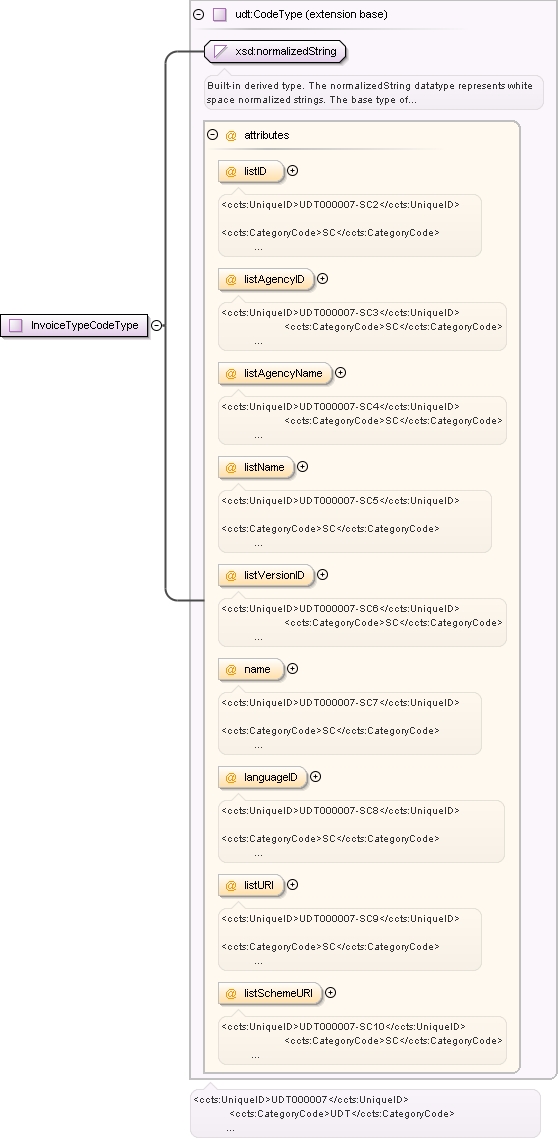 udt:CodeType (extension base)
xsd:normalizedString
Built-in derived type. The normalizedString datatype represents white
space normalized strings. The base type of...
attributes
@ listID
<ccts:UniqueID>UDT000007-SC2</ccts:UniqueID>
<ccts:CategoryCode>SC</ccts:CategoryCode>
...
@ listAgencyID
<ccts:UniqueID>UDT000007-SC3</ccts:UniqueID>
<ccts:CategoryCode>SC</ccts:CategoryCode>
...
InvoiceTypeCodeType
@ listAgencyName
<ccts:UniqueID>UDT000007-SC4</ccts:UniqueID>
<ccts:CategoryCode>SC</ccts:CategoryCode>
...
@ listName
<ccts:UniqueID>UDT000007-SC5</ccts:UniqueID>
<ccts:CategoryCode>SC</ccts:CategoryCode>
...
@ listVersionID
<ccts:UniqueID>UDT000007-SC6</ccts:UniqueID>
<ccts:CategoryCode>SC</ccts:CategoryCode>
...
@ name
<ccts:UniqueID>UDT000007-SC7</ccts:UniqueID>
<ccts:CategoryCode>SC</ccts:CategoryCode>
...
@ languageID
<ccts:UniqueID>UDT000007-SC8</ccts:UniqueID>
<ccts:CategoryCode>SC</ccts:CategoryCode>
...
@ listURI
<ccts:UniqueID>UDT000007-SC9</ccts:UniqueID>
<ccts:CategoryCode>SC</ccts:CategoryCode>
...
@ listSchemeURI
<ccts:UniqueID>UDT000007-SC10</ccts:UniqueID>
<ccts:CategoryCode>SC</ccts:CategoryCode>
...
<ccts:UniqueID>UDT000007</ccts:UniqueID>
<ccts:CategoryCode>UDT</ccts:CategoryCode>
...